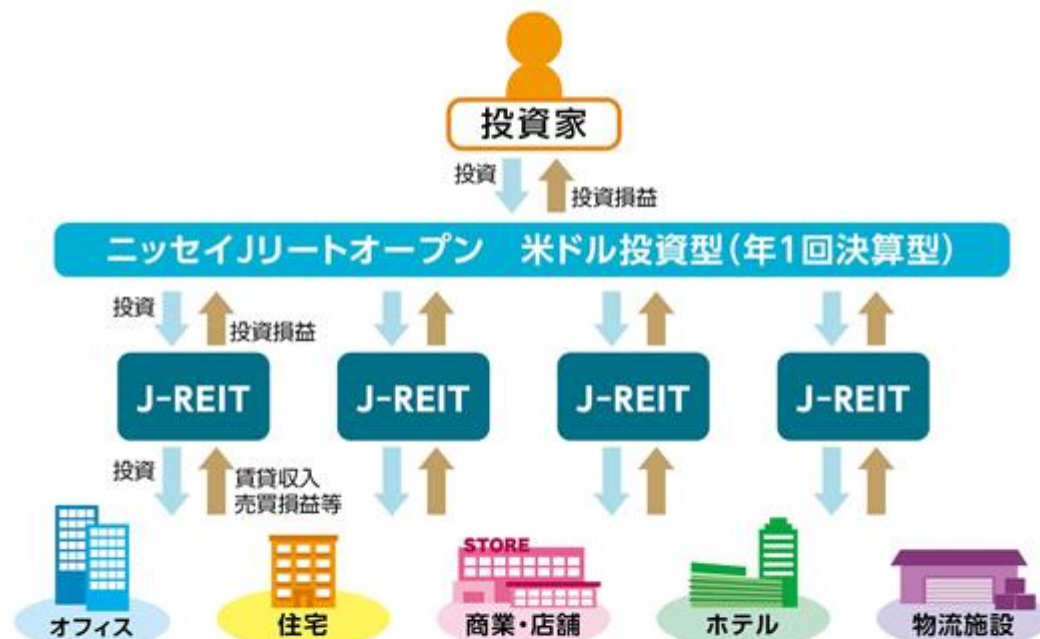 投資家
投資
投資損益
ニッセイJリートオープン 米ドル投資型(年1回決算型)
投資
投資損益
J-REIT
J-REIT
J-REIT
J-REIT
投資
賃貸収入
売買損益等
STORE
オフィス
住宅
商業・店舗
ホテル
物流施設